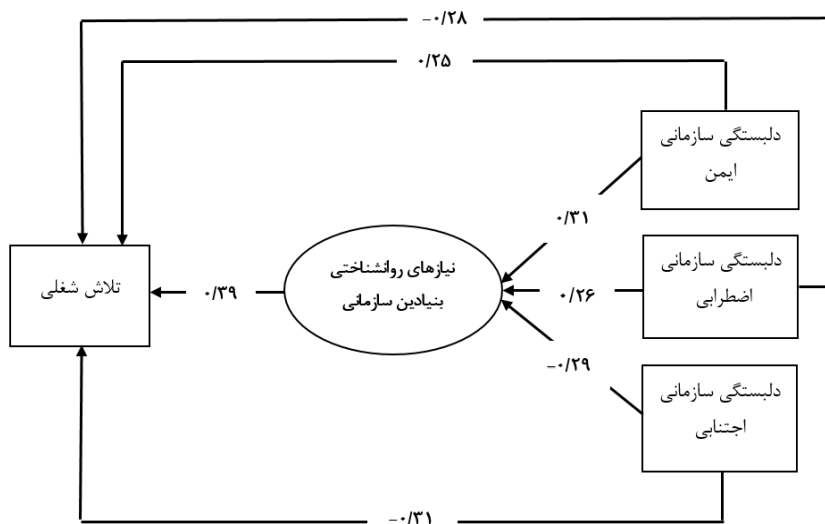 -۰/۲۸
۰/۲۵
دلبستگی سازمانی
ایمن
۰/۳۱
نیازهای روانشناختی
بنیادین سازمانی
دلبستگی سازمانی
اضطرابی
۰/۲۶
تلاش شغلی
۰/۳۹
-۰/۲۹
دلبستگی سازمانی
اجتنابی
-۰/۳۱